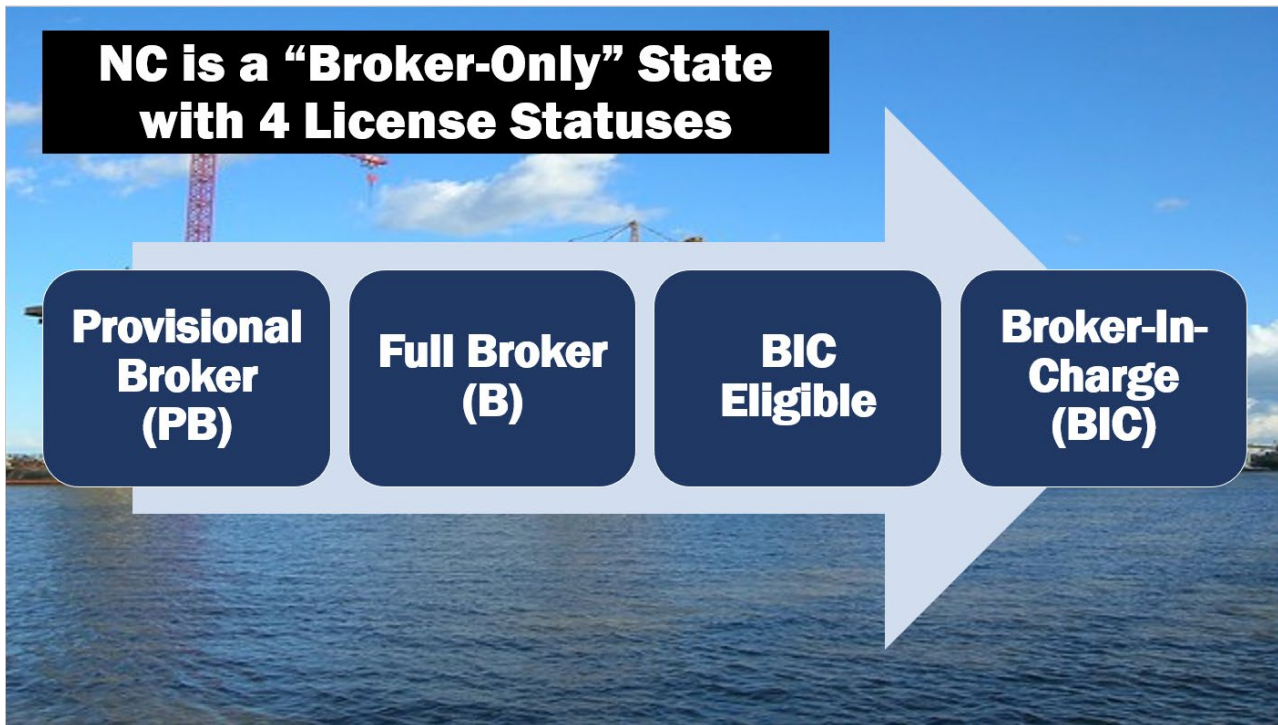 NC is a “Broker-Only” State
with 4 License Statuses
Provisional
Broker
(PB)
Full Broker
(B)
BIC
Eligible
Broker-In-
Charge
(BIC)